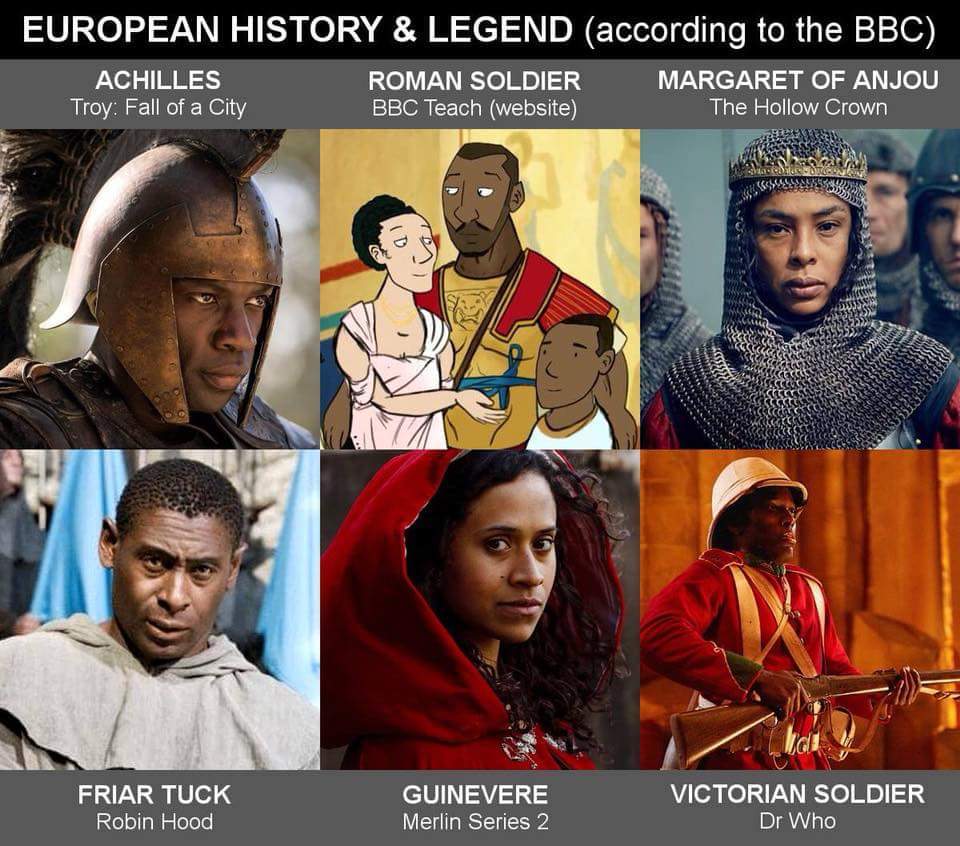 EUROPEAN HISTORY & LEGEND (according to the BBC)
ACHILLES
Troy: Fall of a City
ROMAN SOLDIER
BBC Teach (website)
MARGARET OF ANJOU
The Hollow Crown
FRIAR TUCK
Robin Hood
GUINEVERE
Merlin Series 2
VICTORIAN SOLDIER
Dr Who